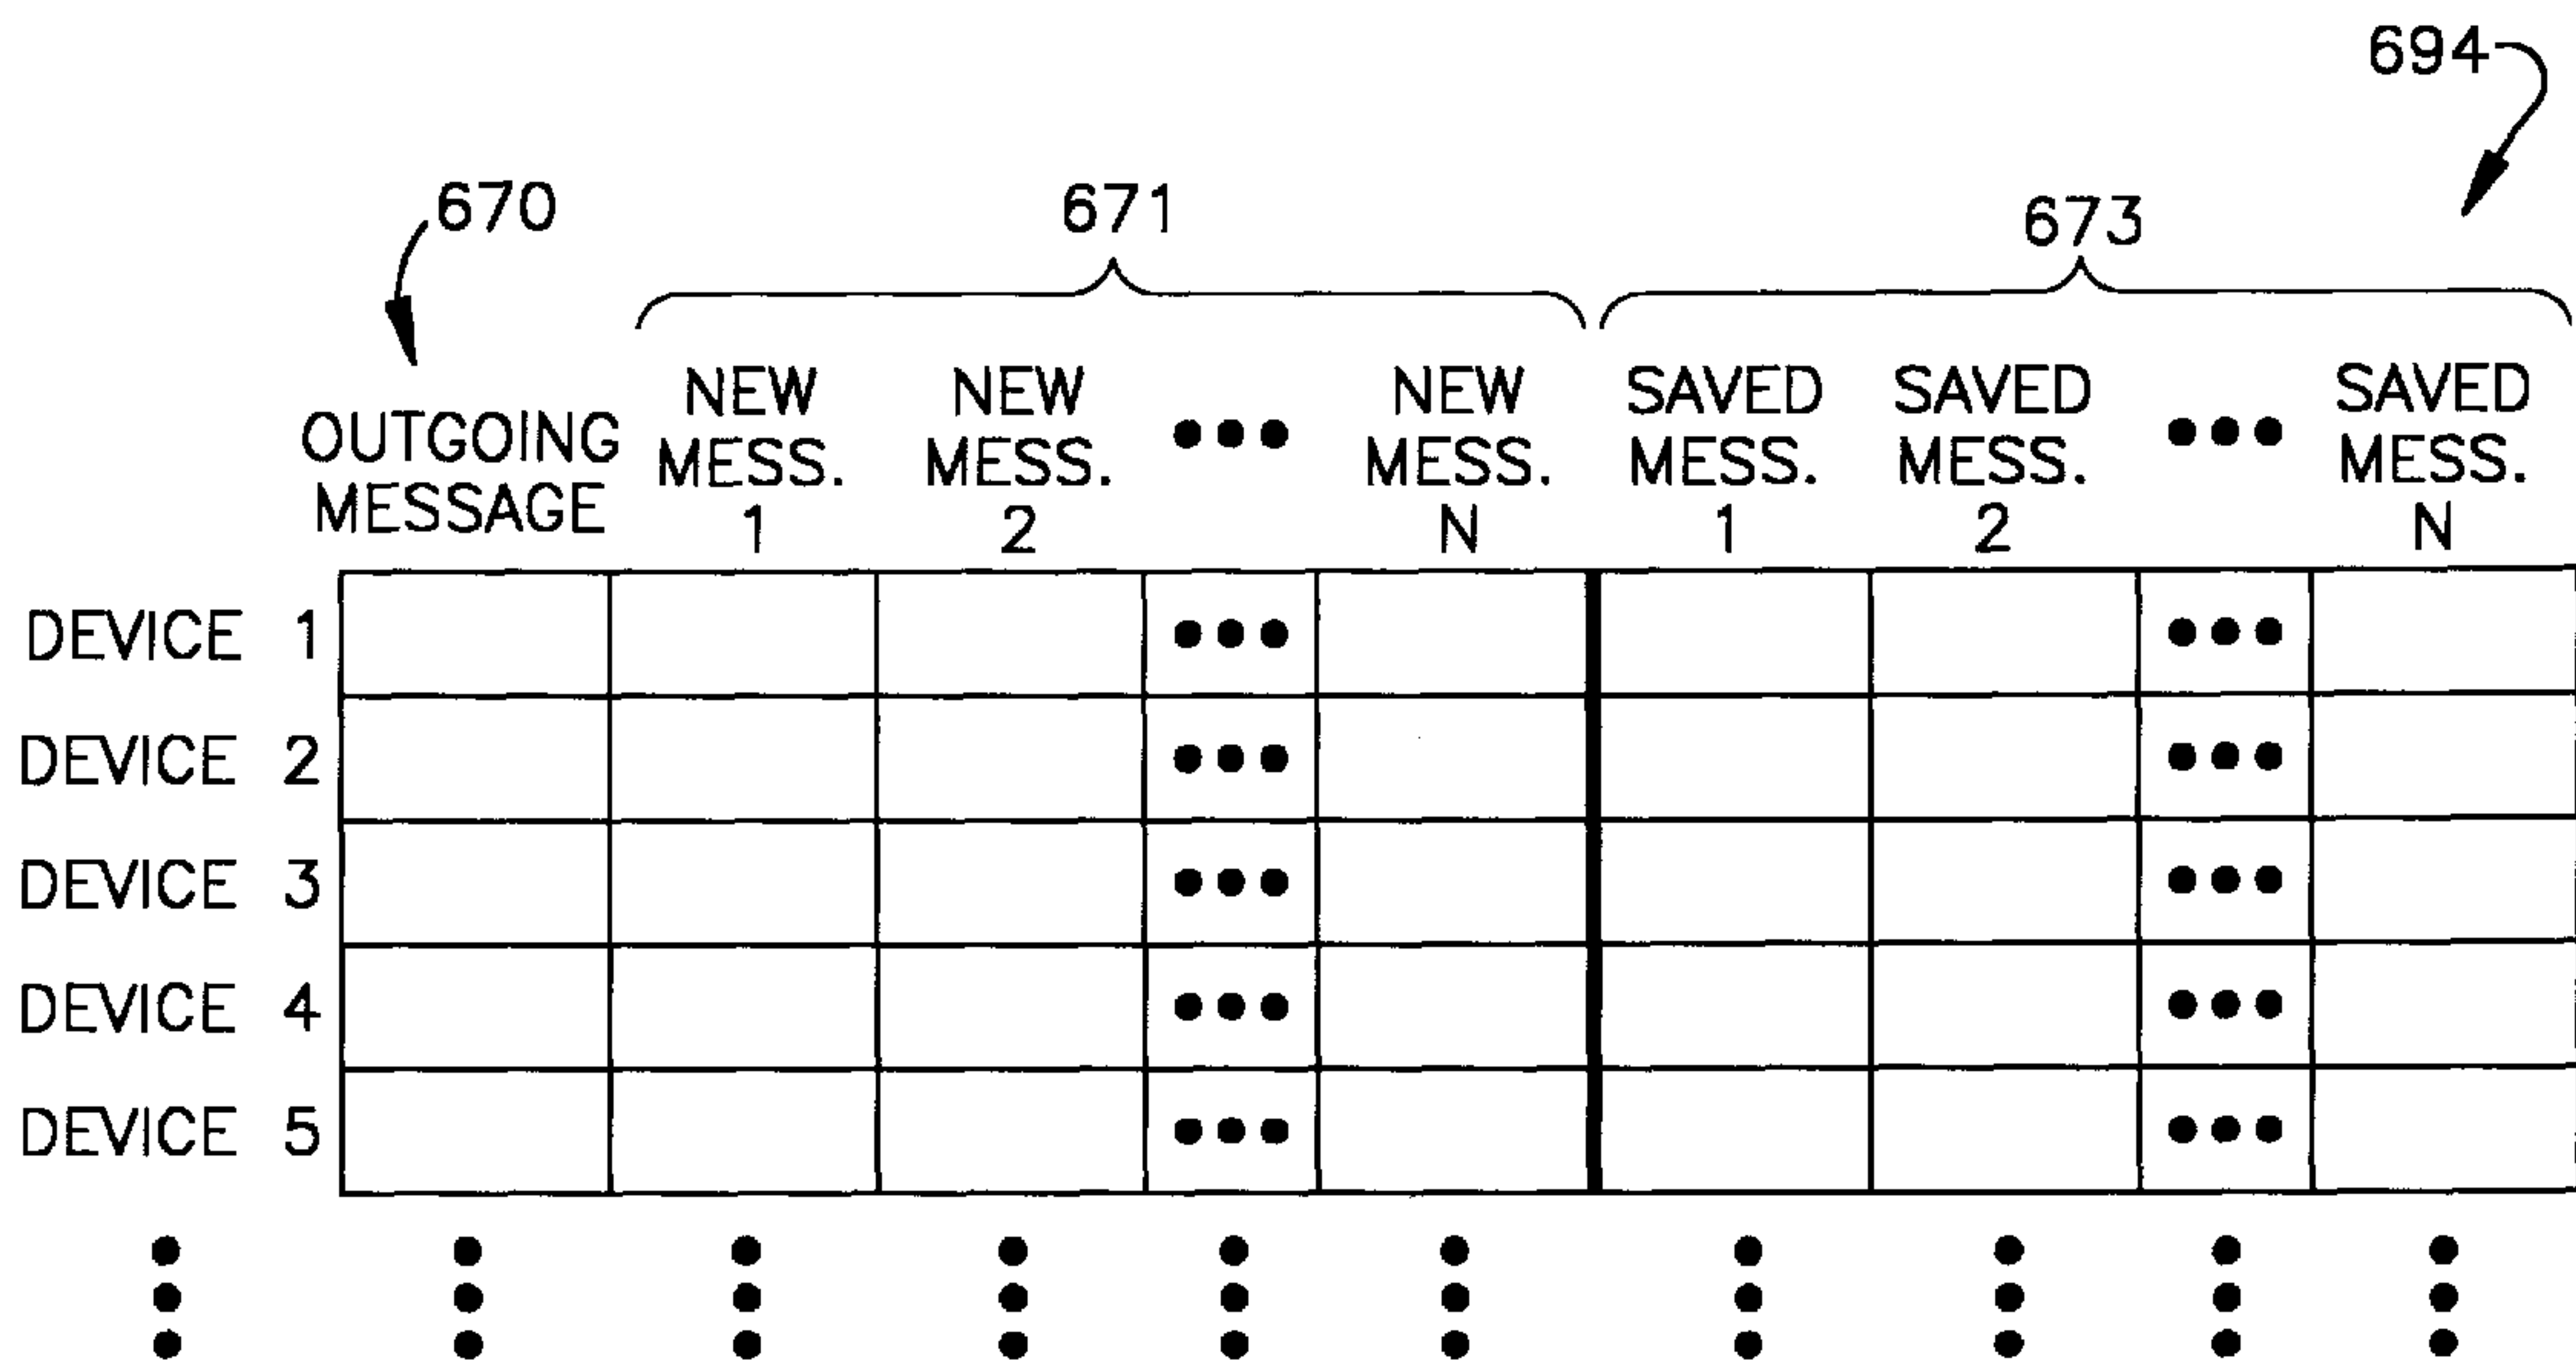 694
670
671
673
OUTGOING
MESSAGE
NEW
MESS.
1
NEW
MESS.
2
•••
NEW
MESS.
N
SAVED
MESS.
1
SAVED
MESS.
2
•••
SAVED
MESS.
N
DEVICE 1 ••• •••
DEVICE 2 ••• •••
DEVICE 3 ••• •••
DEVICE 4 ••• •••
DEVICE 5 ••• •••